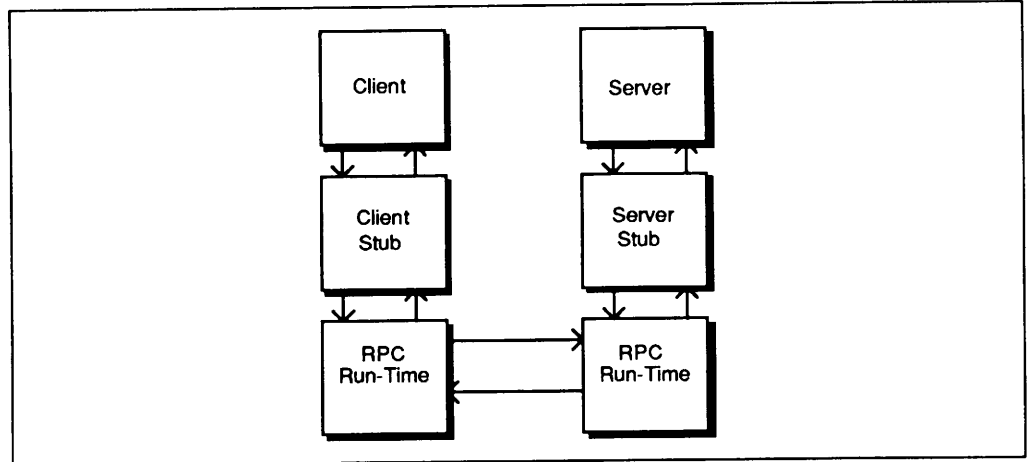 Client
Server
Client
Stub
Server
Stub
RPC
Run-Time
RPC
Run-Time